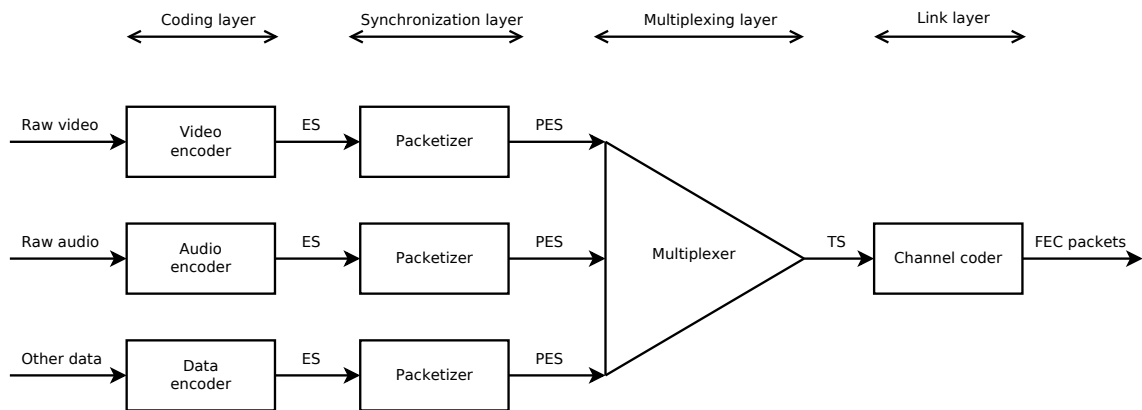 Coding layer
Synchronization layer
Multiplexing layer
Link layer
Raw video
Video
encoder
ES
Packetizer
PES
Raw audio
Audio
encoder
ES
Packetizer
PES
Multiplexer
TS
Channel coder
FEC packets
Other data
Data
encoder
ES
Packetizer
PES